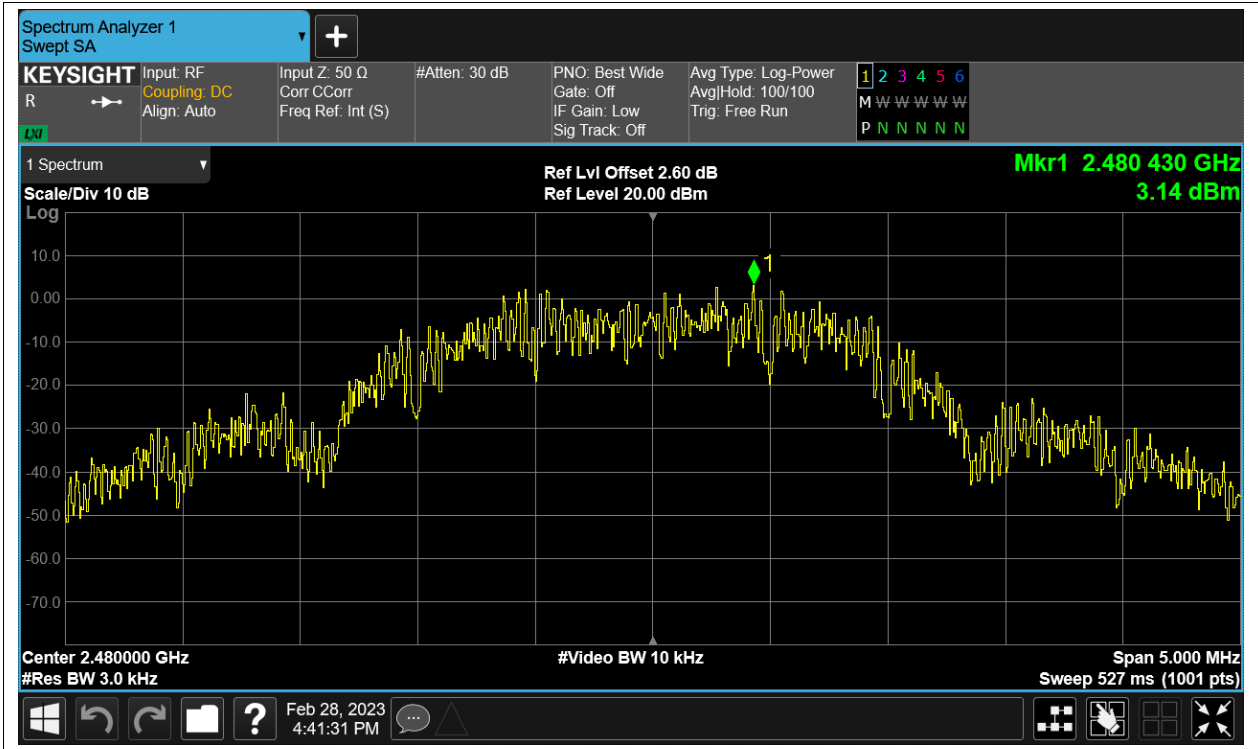 Spectrum Analyzer 1
Swept SA
+
KEYSIGHT
R
LXI
Input: RF
Coupling: DC
Align: Auto
Input Z: 50 Ω
Corr CCorr
Freq Ref: Int (S)
#Atten: 30 dB
PNO: Best Wide
Gate: Off
IF Gain: Low
Sig Track: Off
Avg Type: Log-Power
Avg|Hold: 100/100
Trig: Free Run
1 2 3 4 5 6
M W W W W W
P N N N N N
1 Spectrum
Scale/Div 10 dB
Log
Ref Lvl Offset 2.60 dB
Ref Level 20.00 dBm
Mkr1 2.480 430 GHz
3.14 dBm
1
10.0
0.00
-10.0
-20.0
-30.0
-40.0
-50.0
-60.0
-70.0
Center 2.480000 GHz
#Res BW 3.0 kHz
#Video BW 10 kHz
Span 5.000 MHz
Sweep 527 ms (1001 pts)
?
Feb 28, 2023
4:41:31 PM